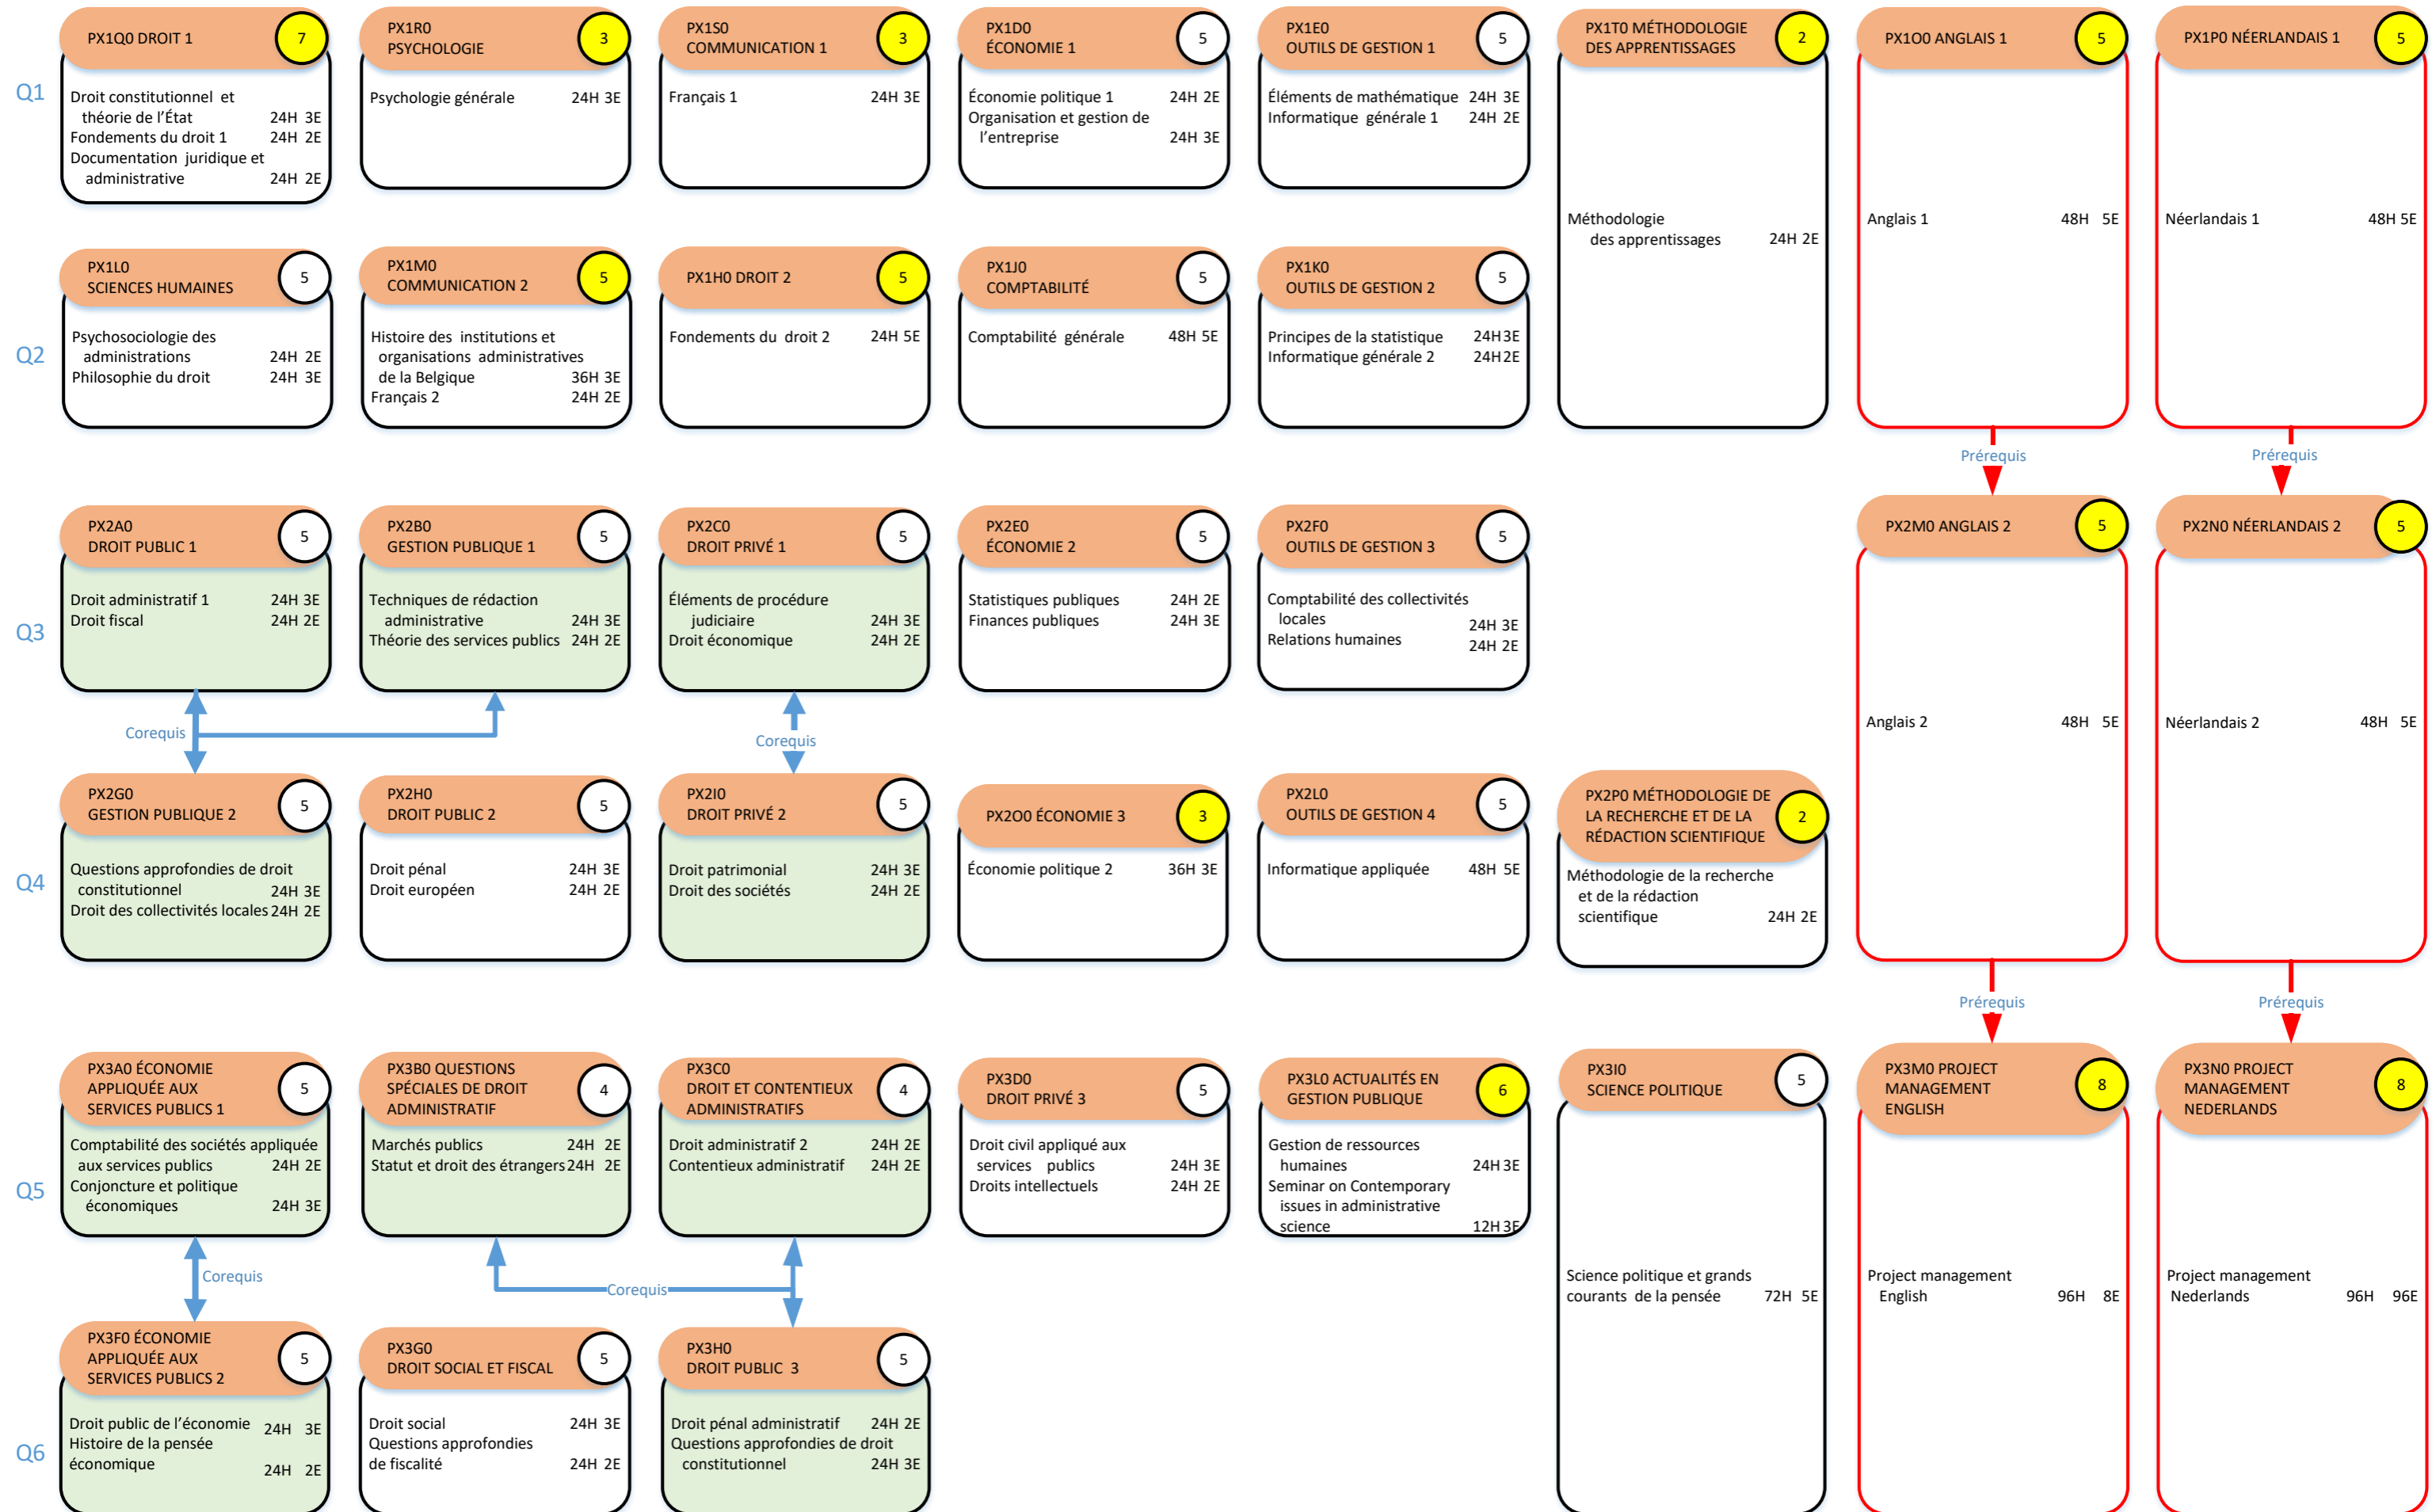 Q1
PX1Q0 DROIT 1
7
Droit constitutionnel et
théorie de l'État 24H 3E
Fondements du droit 1 24H 2E
Documentation juridique et
administrative 24H 2E
PX1R0
PSYCHOLOGIE
3
Psychologie générale 24H 3E
PX1S0
COMMUNICATION 1
3
Français 1 24H 3E
PX1D0
ÉCONOMIE 1
5
Économie politique 1 24H 2E
Organisation et gestion de
l'entreprise 24H 3E
PX1E0
OUTILS DE GESTION 1
5
Éléments de mathématique 24H 3E
Informatique générale 1 24H 2E
PX1T0 MÉTHODOLOGIE
DES APPRENTISSAGES
2
Méthodologie
des apprentissages 24H 2E
PX1O0 ANGLAIS 1
5
Anglais 1 48H 5E
PX1P0 NÉERLANDAIS 1
5
Néerlandais 1 48H 5E
Q2
PX1L0
SCIENCES HUMAINES
5
Psychosociologie des
administrations 24H 2E
Philosophie du droit 24H 3E
PX1M0
COMMUNICATION 2
5
Histoire des institutions et
organisations administratives
de la Belgique 36H 3E
Français 2 24H 2E
PX1H0 DROIT 2
5
Fondements du droit 2 24H 5E
PX1J0
COMPTABILITÉ
5
Comptabilité générale 48H 5E
PX1K0
OUTILS DE GESTION 2
5
Principes de la statistique 24H 3E
Informatique générale 2 24H 2E
Prérequis
Prérequis
Q3
PX2A0
DROIT PUBLIC 1
5
Droit administratif 1 24H 3E
Droit fiscal 24H 2E
PX2B0
GESTION PUBLIQUE 1
5
Techniques de rédaction
administrative 24H 3E
Théorie des services publics 24H 2E
PX2C0
DROIT PRIVÉ 1
5
Éléments de procédure
judiciaire 24H 3E
Droit économique 24H 2E
PX2E0
ÉCONOMIE 2
5
Statistiques publiques 24H 2E
Finances publiques 24H 3E
PX2F0
OUTILS DE GESTION 3
5
Comptabilité des collectivités
locales 24H 3E
Relations humaines 24H 2E
PX2M0 ANGLAIS 2
5
Anglais 2 48H 5E
PX2N0 NÉERLANDAIS 2
5
Néerlandais 2 48H 5E
Corequis
Corequis
Q4
PX2G0
GESTION PUBLIQUE 2
5
Questions approfondies de droit
constitutionnel 24H 3E
Droit des collectivités locales 24H 2E
PX2H0
DROIT PUBLIC 2
5
Droit pénal 24H 3E
Droit européen 24H 2E
PX2I0
DROIT PRIVÉ 2
5
Droit patrimonial 24H 3E
Droit des sociétés 24H 2E
PX2O0 ÉCONOMIE 3
3
Économie politique 2 36H 3E
PX2L0
OUTILS DE GESTION 4
5
Informatique appliquée 48H 5E
PX2P0 MÉTHODOLOGIE DE
LA RECHERCHE ET DE LA
RÉDACTION SCIENTIFIQUE
2
Méthodologie de la recherche
et de la rédaction
scientifique 24H 2E
Prérequis
Prérequis
Q5
PX3A0 ÉCONOMIE
APPLIQUÉE AUX
SERVICES PUBLICS 1
5
Comptabilité des sociétés appliquée
aux services publics 24H 2E
Conjoncture et politique
économiques 24H 3E
PX3B0 QUESTIONS
SPÉCIALES DE DROIT
ADMINISTRATIF
4
Marchés publics 24H 2E
Statut et droit des étrangers 24H 2E
PX3C0
DROIT ET CONTENTIEUX
ADMINISTRATIFS
4
Droit administratif 2 24H 2E
Contentieux administratif 24H 2E
PX3D0
DROIT PRIVÉ 3
5
Droit civil appliqué aux
services publics 24H 3E
Droits intellectuels 24H 2E
PX3L0 ACTUALITÉS EN
GESTION PUBLIQUE
6
Gestion de ressources
humaines 24H 3E
Seminar on Contemporary
issues in administrative
science 12H 3E
PX3I0
SCIENCE POLITIQUE
5
Science politique et grands
courants de la pensée 72H 5E
PX3M0 PROJECT
MANAGEMENT
ENGLISH
8
Project management
English 96H 8E
PX3N0 PROJECT
MANAGEMENT
NEDERLANDS
8
Project management
Nederlands 96H 96E
Corequis
Corequis
Q6
PX3F0 ÉCONOMIE
APPLIQUÉE AUX
SERVICES PUBLICS 2
5
Droit public de l'économie 24H 3E
Histoire de la pensée
économique 24H 2E
PX3G0
DROIT SOCIAL ET FISCAL
5
Droit social 24H 3E
Questions approfondies
de fiscalité 24H 2E
PX3H0
DROIT PUBLIC 3
5
Droit pénal administratif 24H 2E
Questions approfondies de droit
constitutionnel 24H 3E